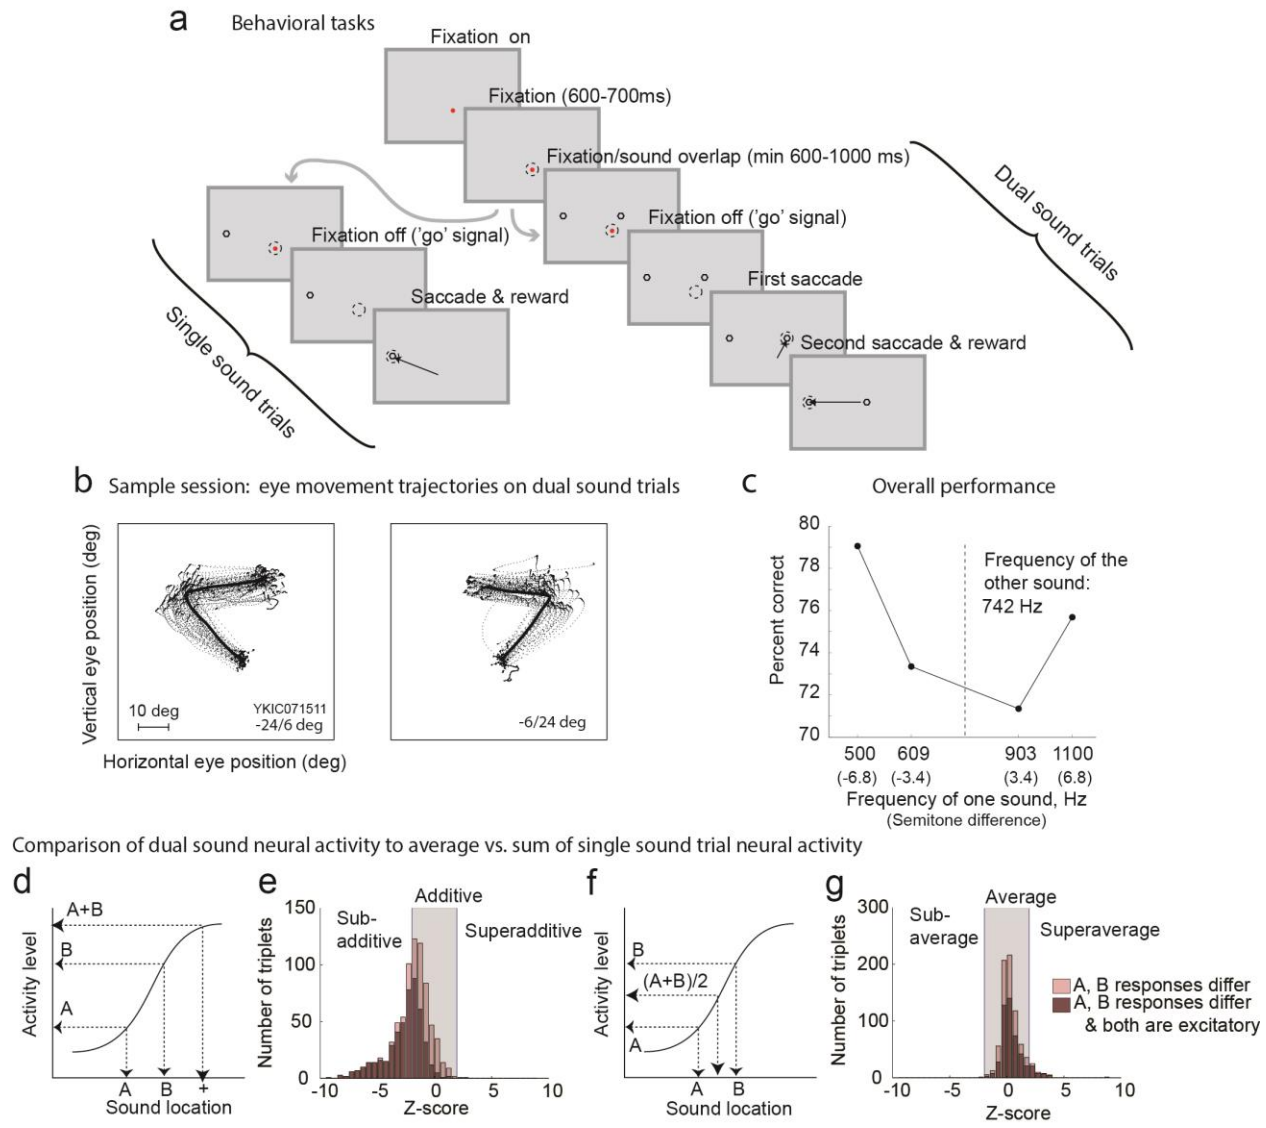 a Behavioral tasks
Fixation on
Fixation (600-700ms)
Fixation/sound overlap (min 600-1000 ms)
Fixation off ('go' signal)
Fixation off ('go' signal)
First saccade
Saccade & reward
Second saccade & reward
Single sound trials
Dual sound trials
b Sample session: eye movement trajectories on dual sound trials
Vertical eye position (deg)
10 deg
YKIC071511
-24/6 deg
-6/24 deg
Horizontal eye position (deg)
c Overall performance
Percent correct
80
78
76
74
72
70
Frequency of the
other sound:
742 Hz
500 609 903 1100
(-6.8) (-3.4) (3.4) (6.8)
Frequency of one sound, Hz
(Semitone difference)
Comparison of dual sound neural activity to average vs. sum of single sound trial neural activity
d
Activity level
A+B
B
A
A B +
Sound location
e
Number of triplets
150
100
50
0
Additive
Sub-
additive
Superadditive
-10 -5 0 5 10
Z-score
f
Activity level
B
(A+B)/2
A
A B
Sound location
g
Number of triplets
300
200
100
0
Average
Sub-
average
Superaverage
-10 -5 0 5 10
Z-score
A, B responses differ
A, B responses differ
& both are excitatory